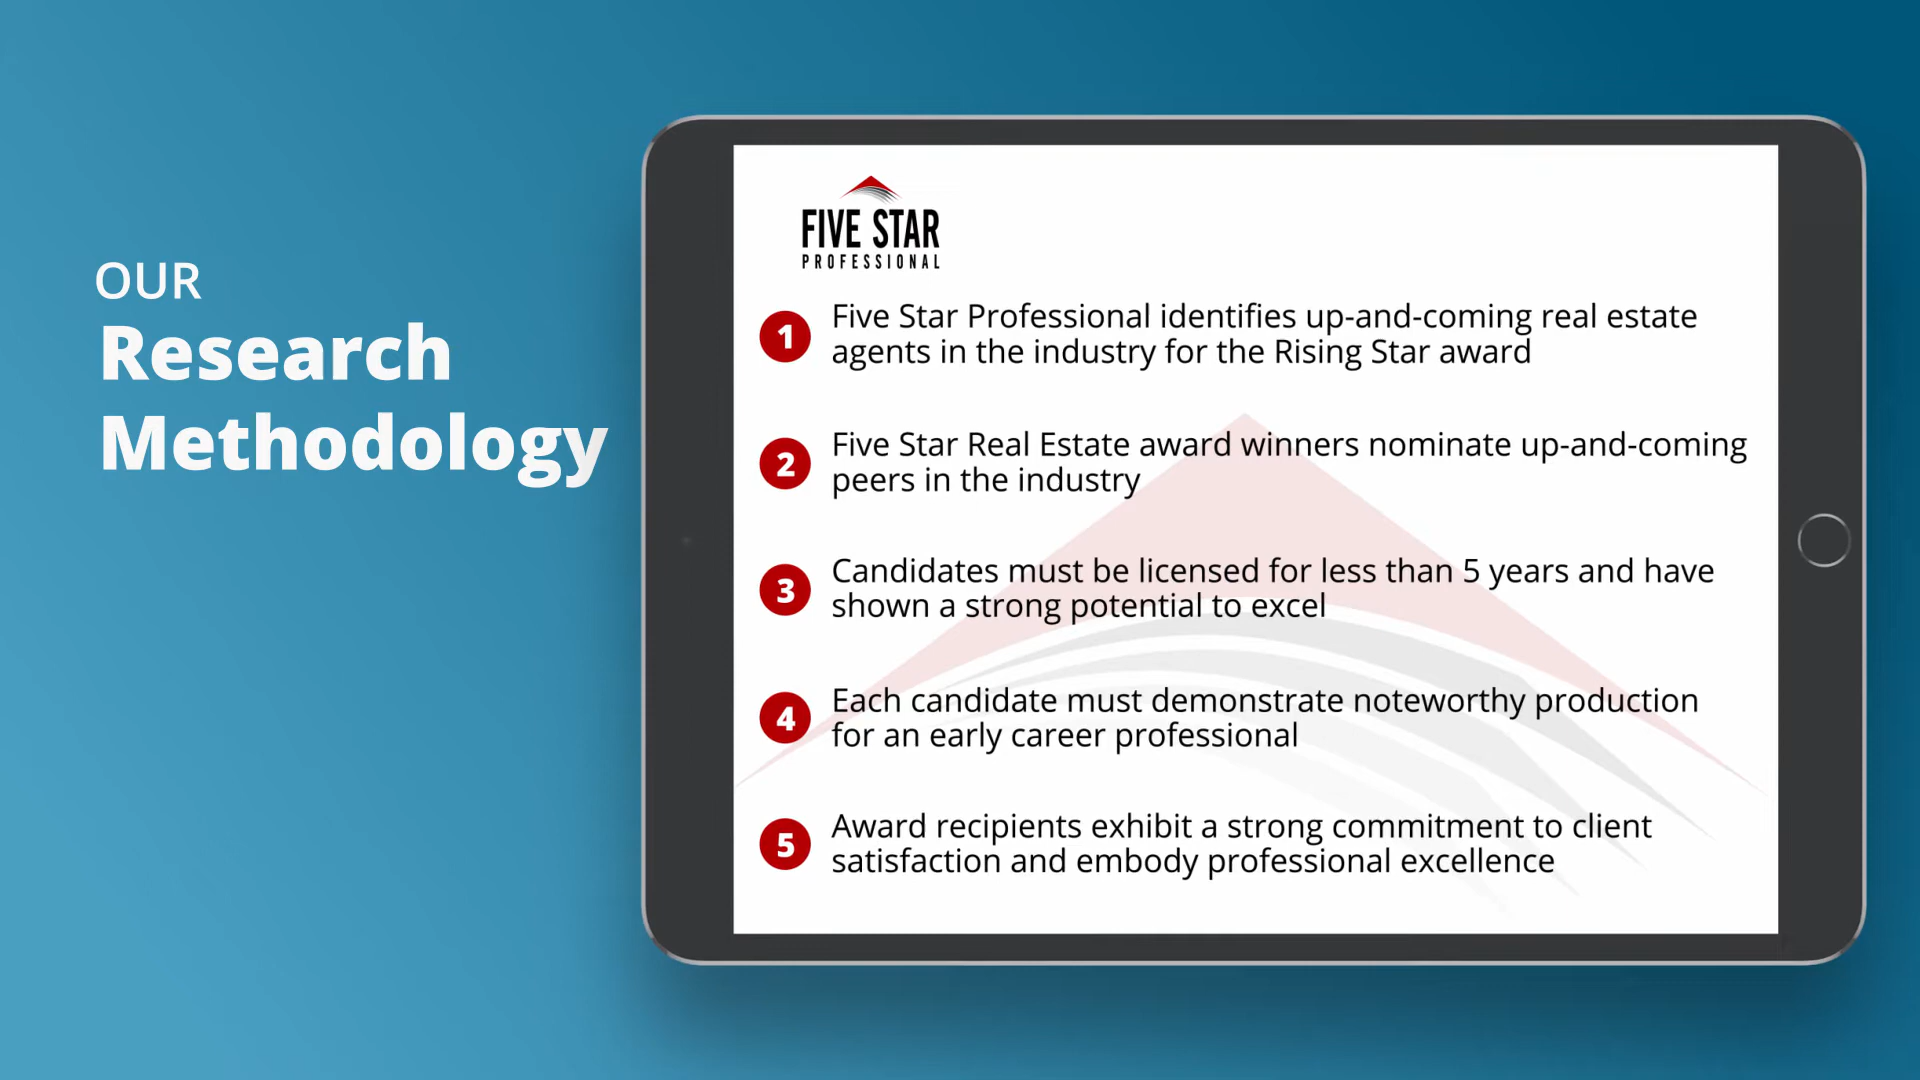 OUR
Research
Methodology
FIVE STAR
PROFESSIONAL
1 Five Star Professional identifies up-and-coming real estate
agents in the industry for the Rising Star award
2 Five Star Real Estate award winners nominate up-and-coming
peers in the industry
3 Candidates must be licensed for less than 5 years and have
shown a strong potential to excel
4 Each candidate must demonstrate noteworthy production
for an early career professional
5 Award recipients exhibit a strong commitment to client
satisfaction and embody professional excellence